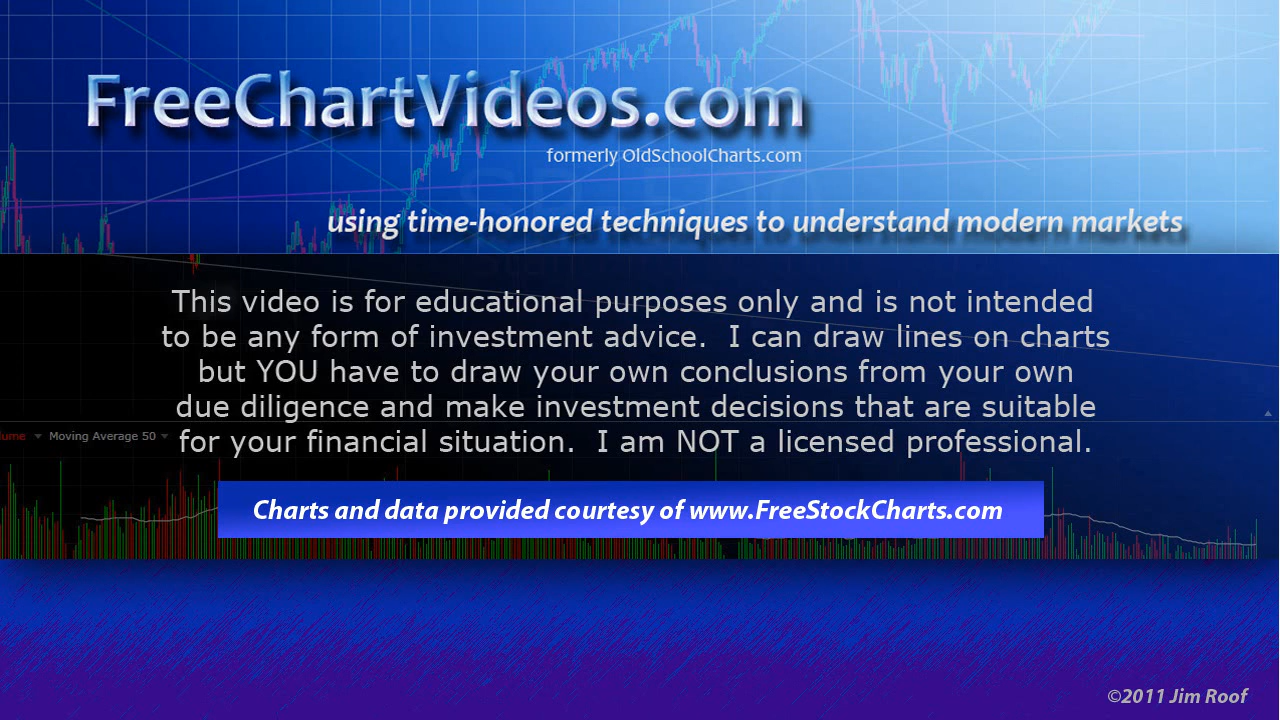 FreeChartVideos.com
formerly OldSchoolCharts.com
using time-honored techniques to understand modern markets
This video is for educational purposes only and is not intended
to be any form of investment advice.  I can draw lines on charts
but YOU have to draw your own conclusions from your own
due diligence and make investment decisions that are suitable
for your financial situation.  I am NOT a licensed professional.
ume Moving Average 50
Charts and data provided courtesy of www.FreeStockCharts.com
©2011 Jim Roof